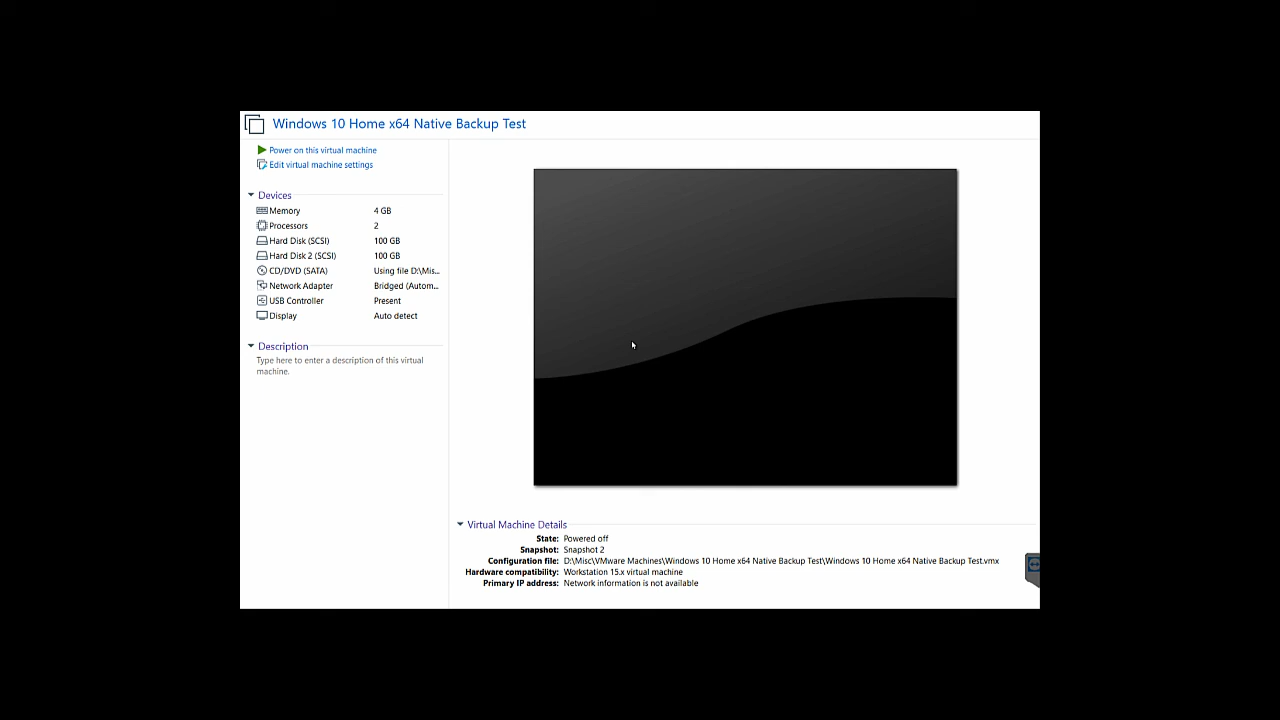 Windows 10 Home x64 Native Backup Test
Power on this virtual machine
Edit virtual machine settings
Devices
Memory 4 GB
Processors 2
Hard Disk (SCSI) 100 GB
Hard Disk 2 (SCSI) 100 GB
CD/DVD (SATA) Using file D:\Mis...
Network Adapter Bridged (Autom...
USB Controller Present
Display Auto detect
Description
Type here to enter a description of this virtual
machine.
Virtual Machine Details
State: Powered off
Snapshot: Snapshot 2
Configuration file: D:\Misc\VMware Machines\Windows 10 Home x64 Native Backup Test\Windows 10 Home x64 Native Backup Test.vmx
Hardware compatibility: Workstation 15.x virtual machine
Primary IP address: Network information is not available